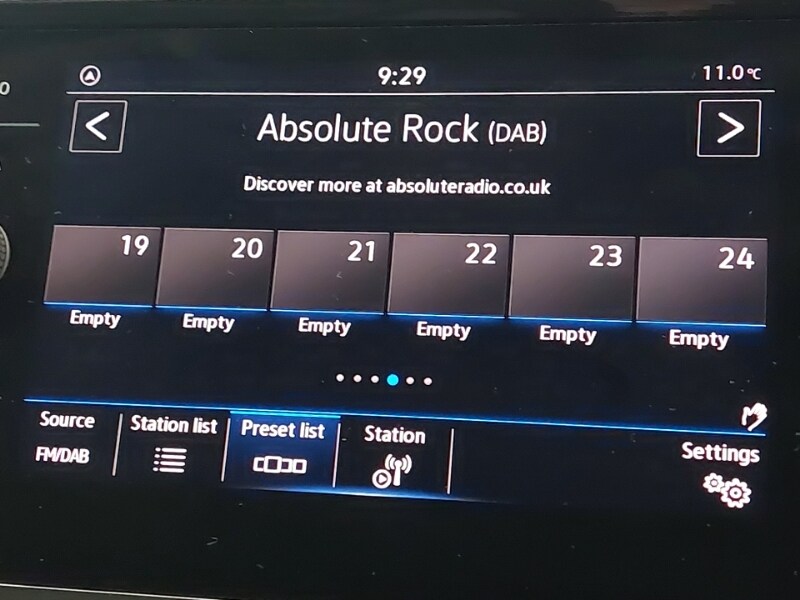 9:29
11.0°C
Absolute Rock (DAB)
Discover more at absoluteradio.co.uk
19 20 21 22 23 24
Empty Empty Empty Empty Empty Empty
Source Station list Preset list Station Settings
FM/DAB